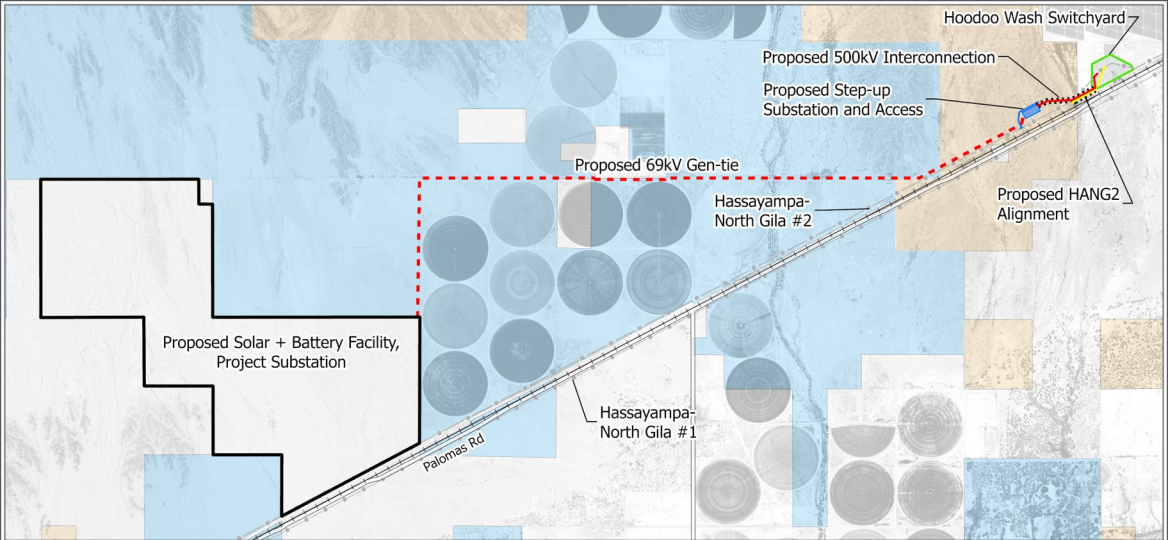 Hoodoo Wash Switchyard
Proposed 500kV Interconnection
Proposed Step-up
Substation and Access
Proposed 69kV Gen-tie
Proposed HANG2
Alignment
Hassayampa-
North Gila #2
Proposed Solar + Battery Facility,
Project Substation
Hassayampa-
North Gila #1
Palomas Rd